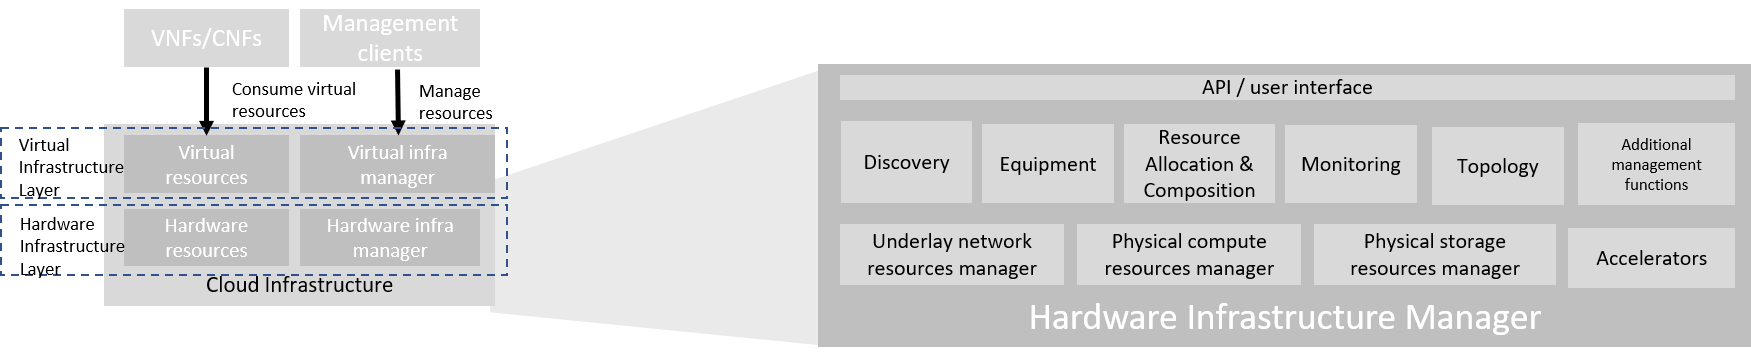 VNFs/CNFs
Management
clients
Consume virtual
resources
Manage
resources
Virtual
Infrastructure
Layer
Virtual
resources
Virtual infra
manager
Hardware
Infrastructure
Layer
Hardware
resources
Hardware infra
manager
Cloud Infrastructure
API / user interface
Discovery
Equipment
Resource
Allocation &
Composition
Monitoring
Topology
Additional
management
functions
Underlay network
resources manager
Physical compute
resources manager
Physical storage
resources manager
Accelerators
Hardware Infrastructure Manager